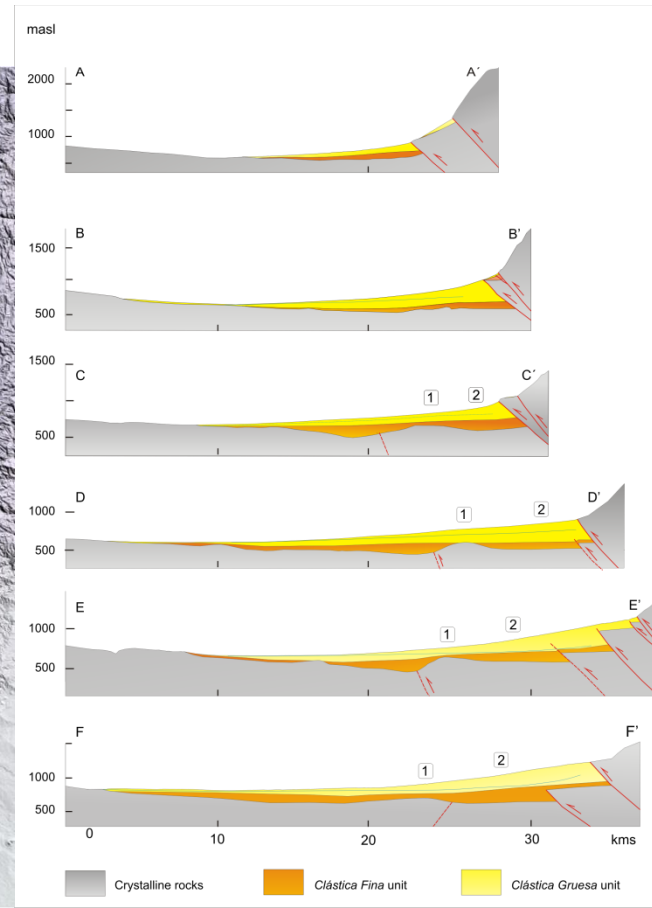 masl
A A´
2000
1000
B B'
1500
500
C C´
1500
1 2
500
D D'
1 2
1000
500
E E'
1 2
1000
500
F F'
1 2
1000
500
0 10 20 30 kms
Crystalline rocks Clástica Fina unit Clástica Gruesa unit